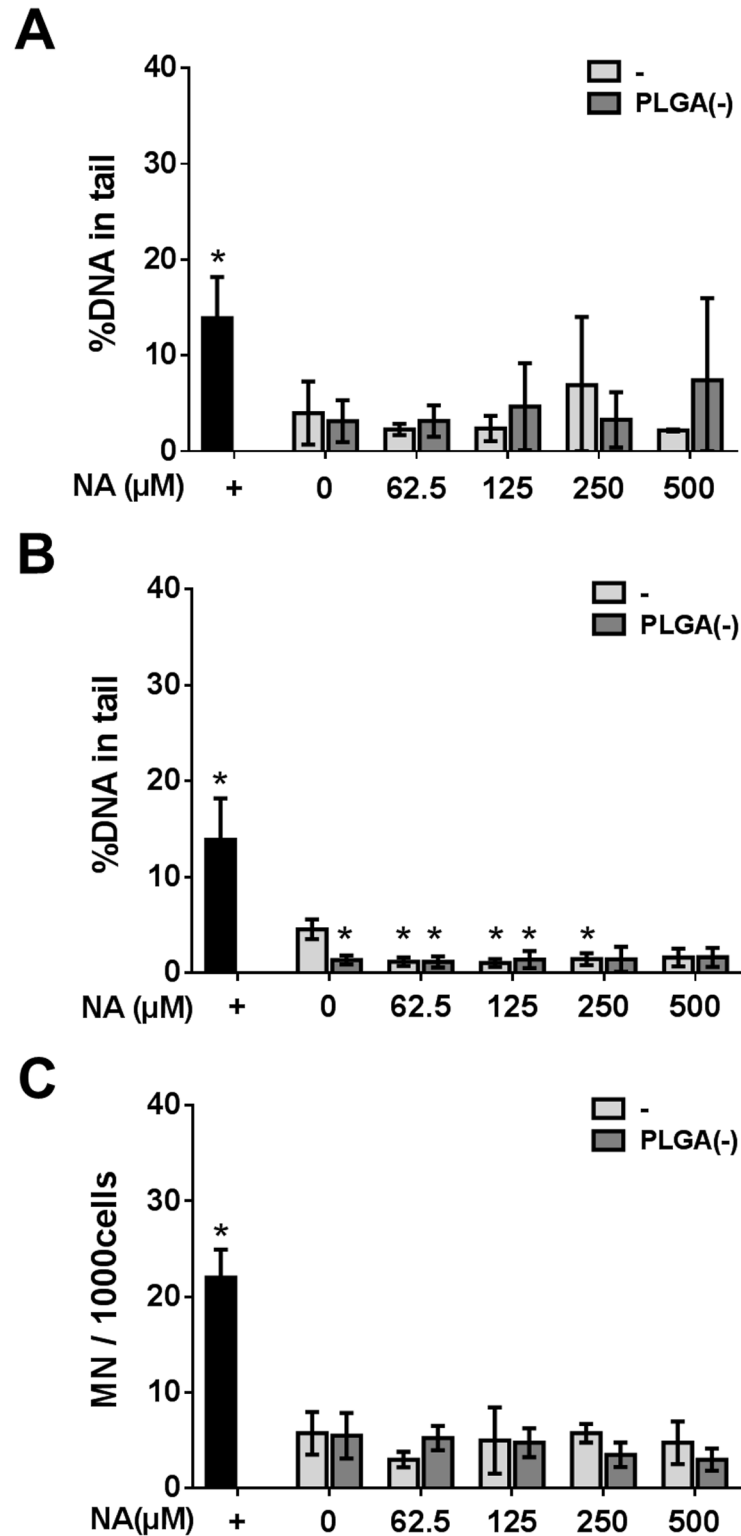 A
40
-
PLGA(-)
30
%DNA in tail
20
*
10
0
NA (µM) + 0 62.5 125 250 500
B
40
-
PLGA(-)
30
%DNA in tail
20
*
10
* * * * * *
0
NA (µM) + 0 62.5 125 250 500
C
40
-
PLGA(-)
30
MN / 1000cells
*
20
10
0
NA(µM) + 0 62.5 125 250 500